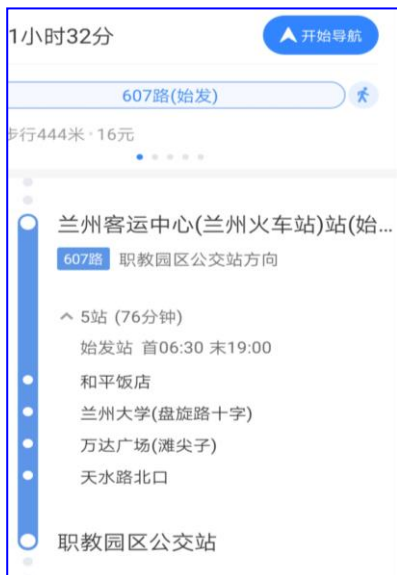 1小时32分
开始导航
607路(始发)
步行444米·16元
兰州客运中心(兰州火车站)站(始...
607路 职教园区公交站方向
5站 (76分钟)
始发站 首06:30 末19:00
和平饭店
兰州大学(盘旋路十字)
万达广场(滩尖子)
天水路北口
职教园区公交站